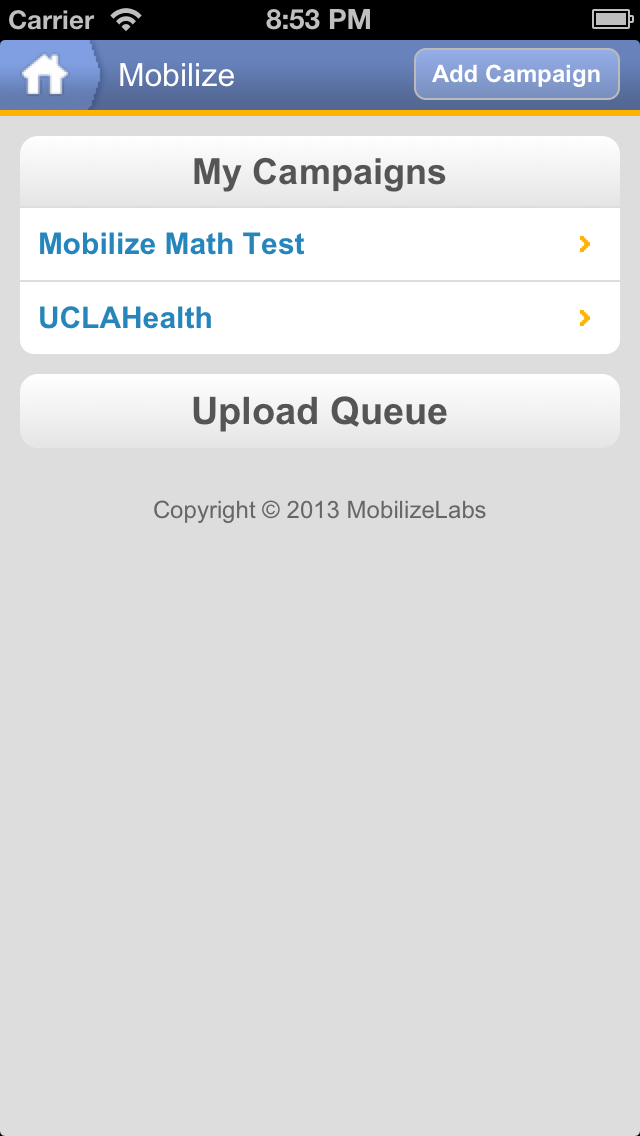 Carrier 8:53 PM
Mobilize Add Campaign
My Campaigns
Mobilize Math Test
UCLAHealth
Upload Queue
Copyright © 2013 MobilizeLabs